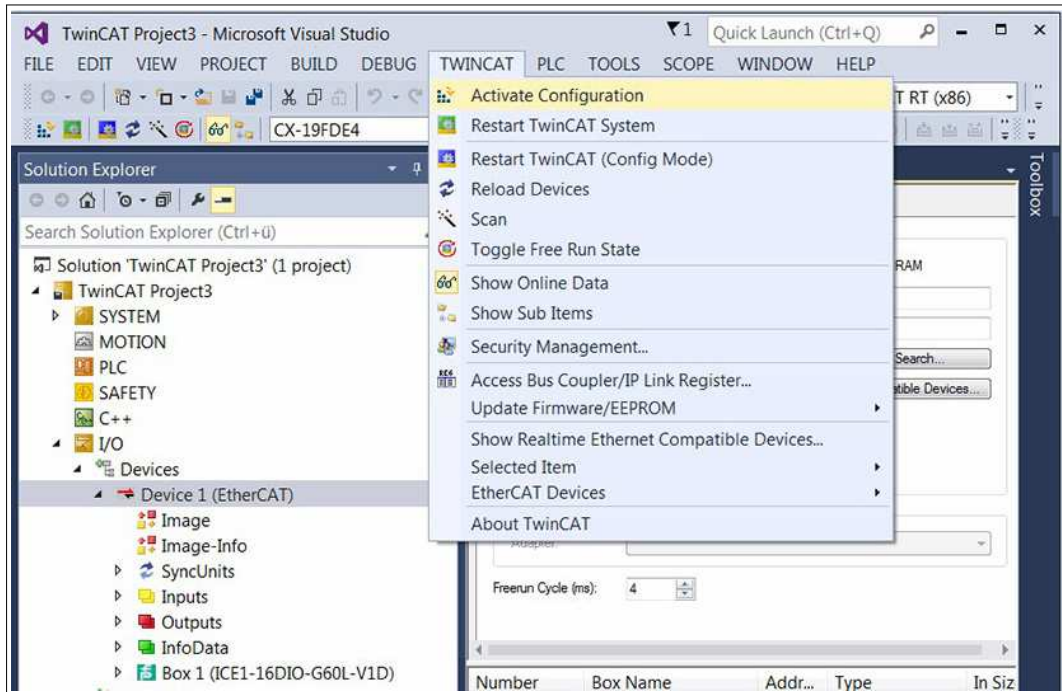 TwinCAT Project3 - Microsoft Visual Studio
1
Quick Launch (Ctrl+Q)
FILE EDIT VIEW PROJECT BUILD DEBUG TWINCAT PLC TOOLS SCOPE WINDOW HELP
Activate Configuration
T RT (x86)
CX-19FDE4
Restart TwinCAT System
Restart TwinCAT (Config Mode)
Reload Devices
Scan
Toggle Free Run State
Show Online Data
Show Sub Items
Security Management...
Access Bus Coupler/IP Link Register...
Update Firmware/EEPROM
Show Realtime Ethernet Compatible Devices...
Selected Item
EtherCAT Devices
About TwinCAT
Toolbox
Solution Explorer
Search Solution Explorer (Ctrl+ü)
Solution 'TwinCAT Project3' (1 project)
TwinCAT Project3
SYSTEM
MOTION
PLC
SAFETY
C++
I/O
Devices
Device 1 (EtherCAT)
Image
Image-Info
SyncUnits
Inputs
Outputs
InfoData
Box 1 (ICE1-16DIO-G60L-V1D)
RAM
Search...
atible Devices...
Adapter:
Freerun Cycle (ms): 4
Number Box Name Addr... Type In Siz